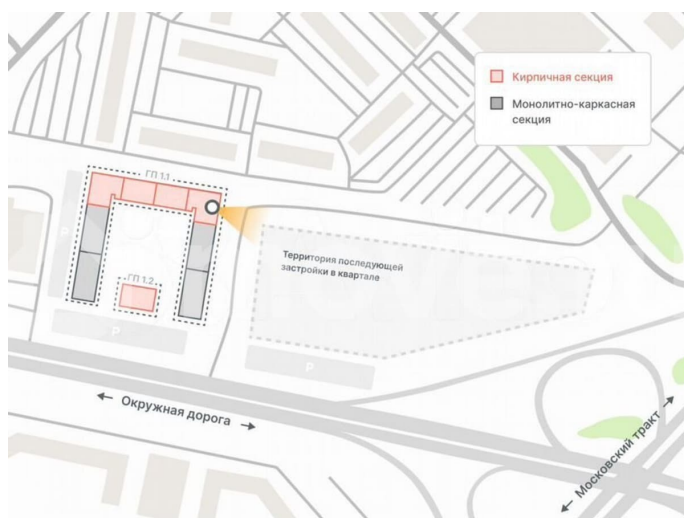 Кирпичная секция
Монолитно-каркасная
секция
ГП 1.1
Р
Территория последующей
застройки в квартале
ГП 1.2
Р
Р
← Окружная дорога →
← Московский тракт →